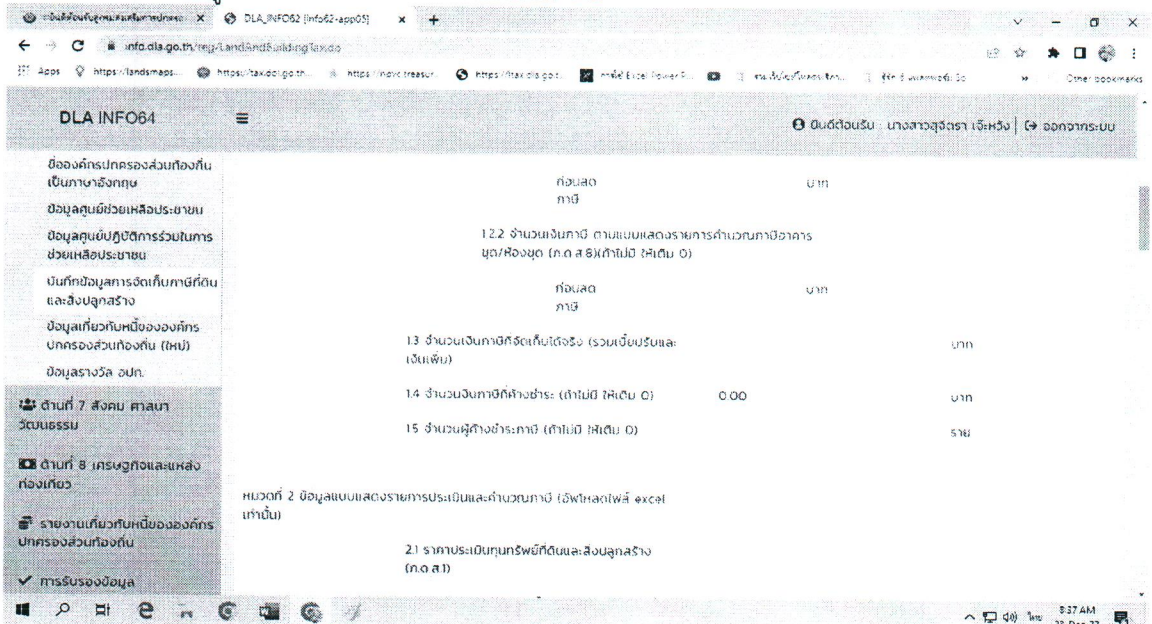 DLA_INFO62 [info62-app05]
info.dla.go.th/reg/LandAndBuildingTax.do
Apps
https://landsmaps...
https://tax.dol.go.th...
https://ltax.dla.go.t...
Other bookmarks
DLA INFO64
ยินดีต้อนรับ : นางสาวสุจิตรา เจ๊ะหวัง
ออกจากระบบ
ชื่อองค์กรปกครองส่วนท้องถิ่น
เป็นภาษาอังกฤษ
ข้อมูลศูนย์ช่วยเหลือประชาชน
ข้อมูลศูนย์ปฏิบัติการร่วมในการ
ช่วยเหลือประชาชน
บันทึกข้อมูลการจัดเก็บภาษีที่ดิน
และสิ่งปลูกสร้าง
ข้อมูลเกี่ยวกับหนี้ขององค์กร
ปกครองส่วนท้องถิ่น (ใหม่)
ข้อมูลรางวัล อปท.
ด้านที่ 7 สังคม ศาสนา
วัฒนธรรม
ด้านที่ 8 เศรษฐกิจและแหล่ง
ท่องเที่ยว
รายงานเกี่ยวกับหนี้ขององค์กร
ปกครองส่วนท้องถิ่น
การรับรองข้อมูล
ก่อนลด บาท
ภาษี
1.2.2 จำนวนเงินภาษี ตามแบบแสดงรายการคำนวณภาษีอาคาร
ชุด/ห้องชุด (ภ.ด.ส.8)(ถ้าไม่มี ให้เติม 0)
ก่อนลด บาท
ภาษี
1.3 จำนวนเงินภาษีที่จัดเก็บได้จริง (รวมเบี้ยปรับและ บาท
เงินเพิ่ม)
1.4 จำนวนเงินภาษีที่ค้างชำระ (ถ้าไม่มี ให้เติม 0) 0.00 บาท
1.5 จำนวนผู้ค้างชำระภาษี (ถ้าไม่มี ให้เติม 0) ราย
หมวดที่ 2 ข้อมูลแบบแสดงรายการประเมินและคำนวณภาษี (อัพโหลดไฟล์ excel
เท่านั้น)
2.1 ราคาประเมินทุนทรัพย์ที่ดินและสิ่งปลูกสร้าง
(ภ.ด.ส.1)
8:37 AM